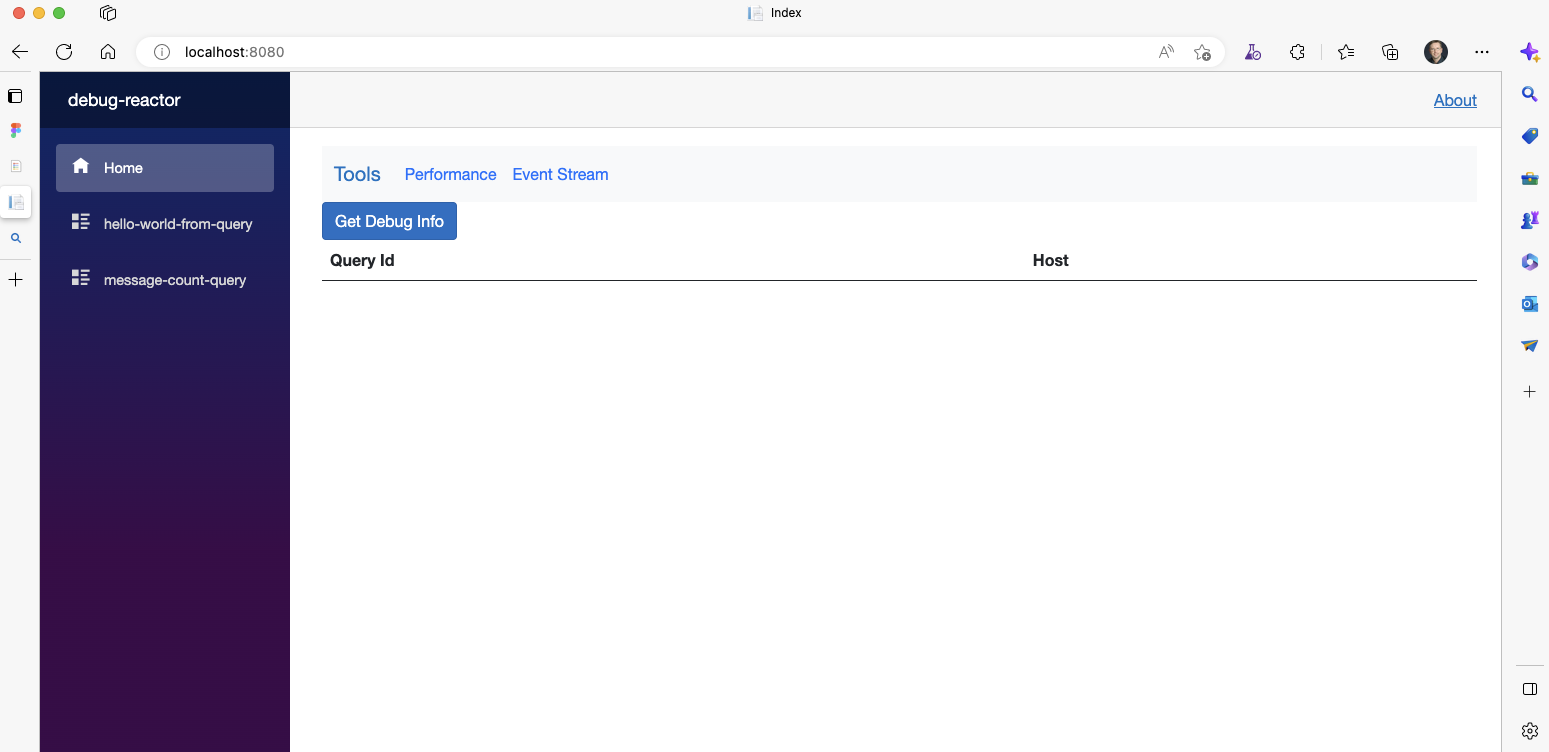 Index
localhost:8080
debug-reactor
About
Home
hello-world-from-query
message-count-query
Tools Performance Event Stream
Get Debug Info
Query Id Host